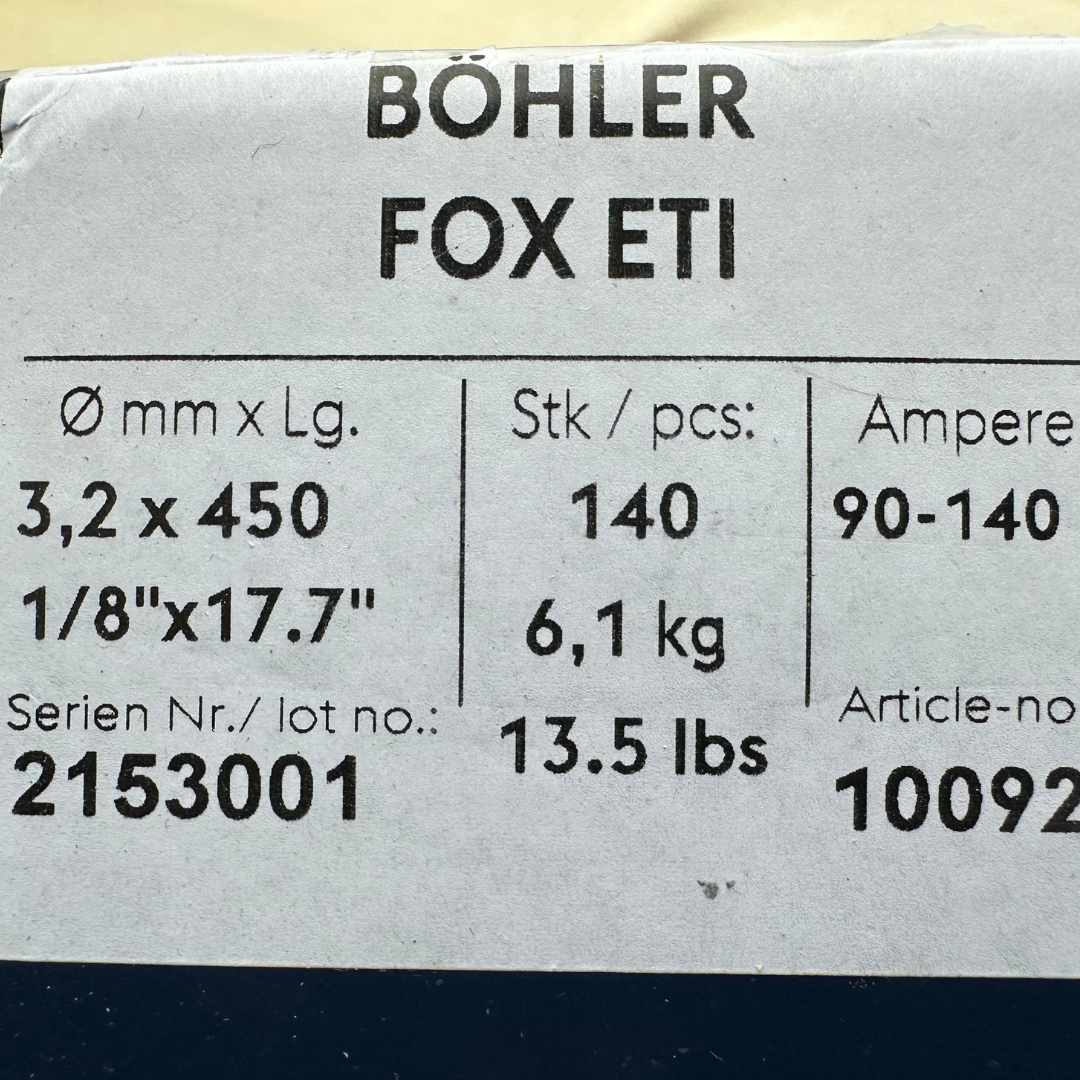 BÖHLER
FOX ETI
Ø mm x Lg.
3,2 x 450
1/8"x17.7"
Stk / pcs:
140
6,1 kg
13.5 lbs
Ampere
90-140
Serien Nr./ lot no.:
2153001
Article-no
10092